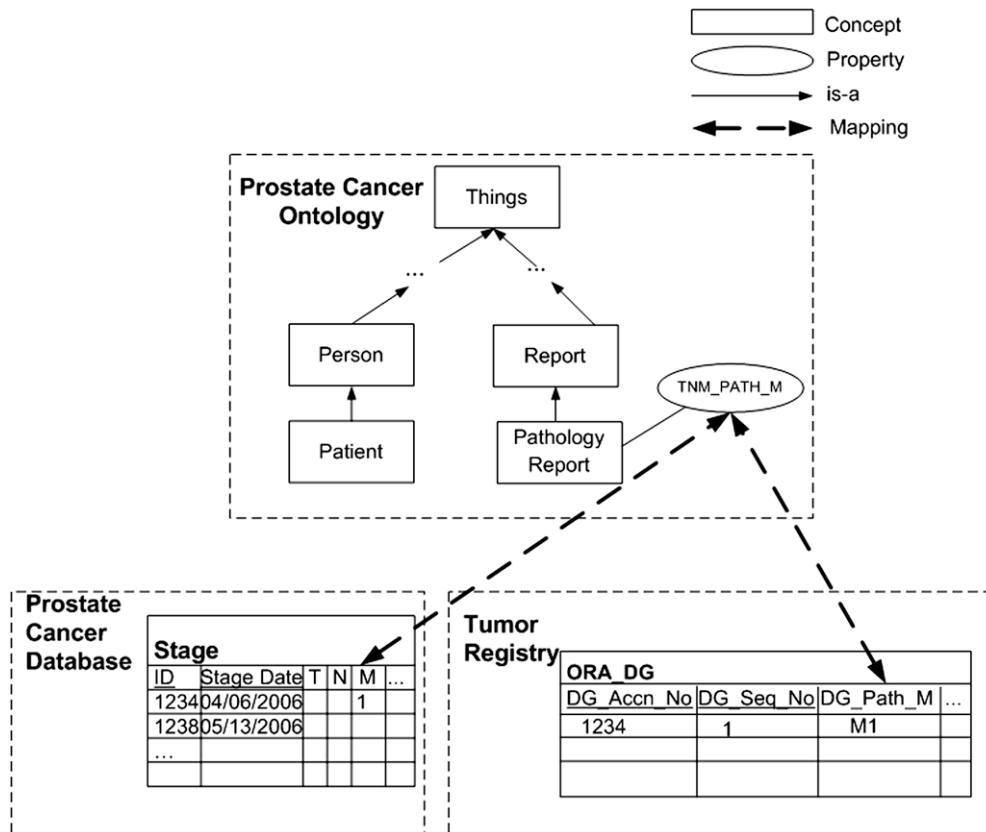 Concept
Property
is-a
Mapping
Prostate Cancer
Ontology
Things
...
...
Person
Report
TNM_PATH_M
Patient
Pathology
Report
Prostate
Cancer
Database
Stage
ID Stage Date T N M ...
1234 04/06/2006 1
1238 05/13/2006
...
Tumor
Registry
ORA_DG
DG_Accn_No DG_Seq_No DG_Path_M ...
1234 1 M1